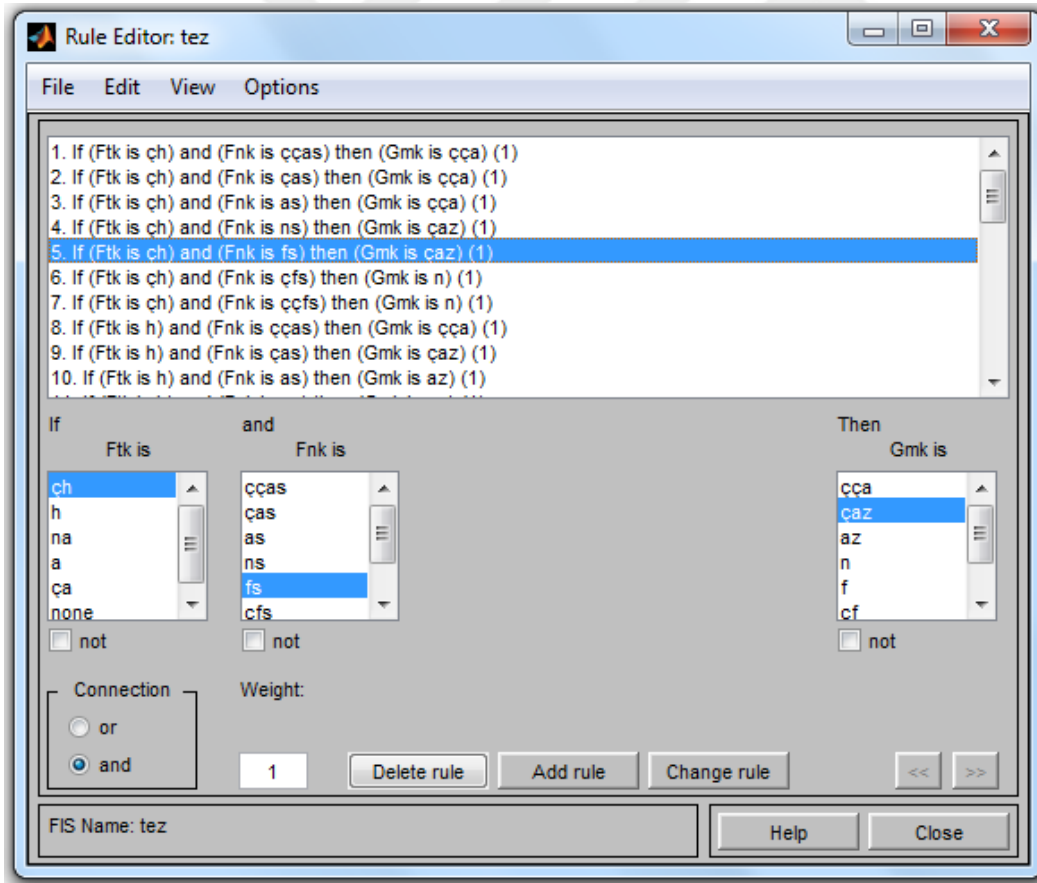 Rule Editor: tez
File Edit View Options
1. If (Ftk is çh) and (Fnk is çças) then (Gmk is çça) (1)
2. If (Ftk is çh) and (Fnk is ças) then (Gmk is çça) (1)
3. If (Ftk is çh) and (Fnk is as) then (Gmk is çça) (1)
4. If (Ftk is çh) and (Fnk is ns) then (Gmk is çaz) (1)
5. If (Ftk is çh) and (Fnk is fs) then (Gmk is çaz) (1)
6. If (Ftk is çh) and (Fnk is çfs) then (Gmk is n) (1)
7. If (Ftk is çh) and (Fnk is ççfs) then (Gmk is n) (1)
8. If (Ftk is h) and (Fnk is çças) then (Gmk is çça) (1)
9. If (Ftk is h) and (Fnk is ças) then (Gmk is çaz) (1)
10. If (Ftk is h) and (Fnk is as) then (Gmk is az) (1)
If and Then
Ftk is Fnk is Gmk is
çh çças çça
h ças çaz
na as az
a ns n
ça fs f
none
not not not
Connection Weight:
or
and 1 Delete rule Add rule Change rule << >>
FIS Name: tez Help Close